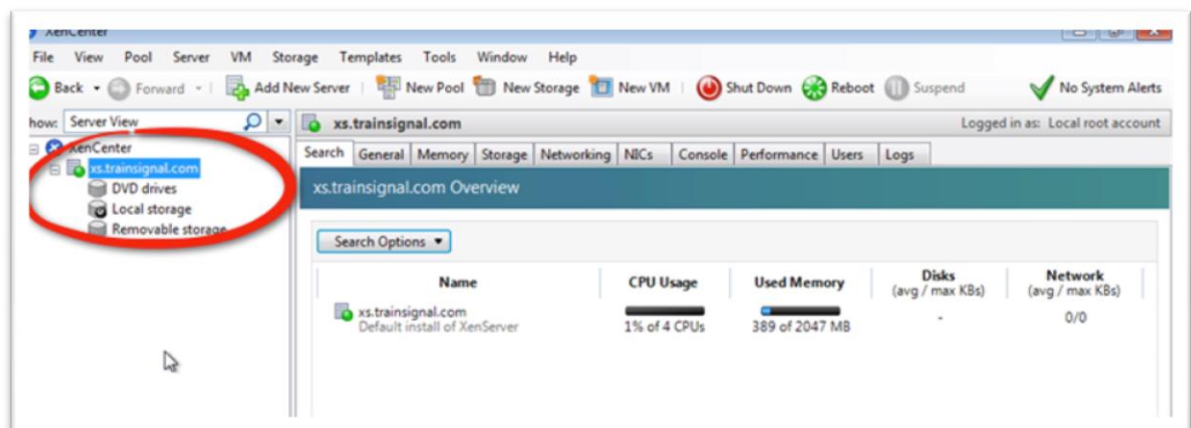 XenCenter
File View Pool Server VM Storage Templates Tools Window Help
Back Forward Add New Server New Pool New Storage New VM Shut Down Reboot Suspend No System Alerts
how: Server View
xs.trainsignal.com Logged in as: Local root account
XenCenter
xs.trainsignal.com
DVD drives
Local storage
Removable storage
Search General Memory Storage Networking NICs Console Performance Users Logs
xs.trainsignal.com Overview
Search Options
Name CPU Usage Used Memory Disks (avg / max KBs) Network (avg / max KBs)
xs.trainsignal.com
Default install of XenServer
1% of 4 CPUs 389 of 2047 MB - 0/0